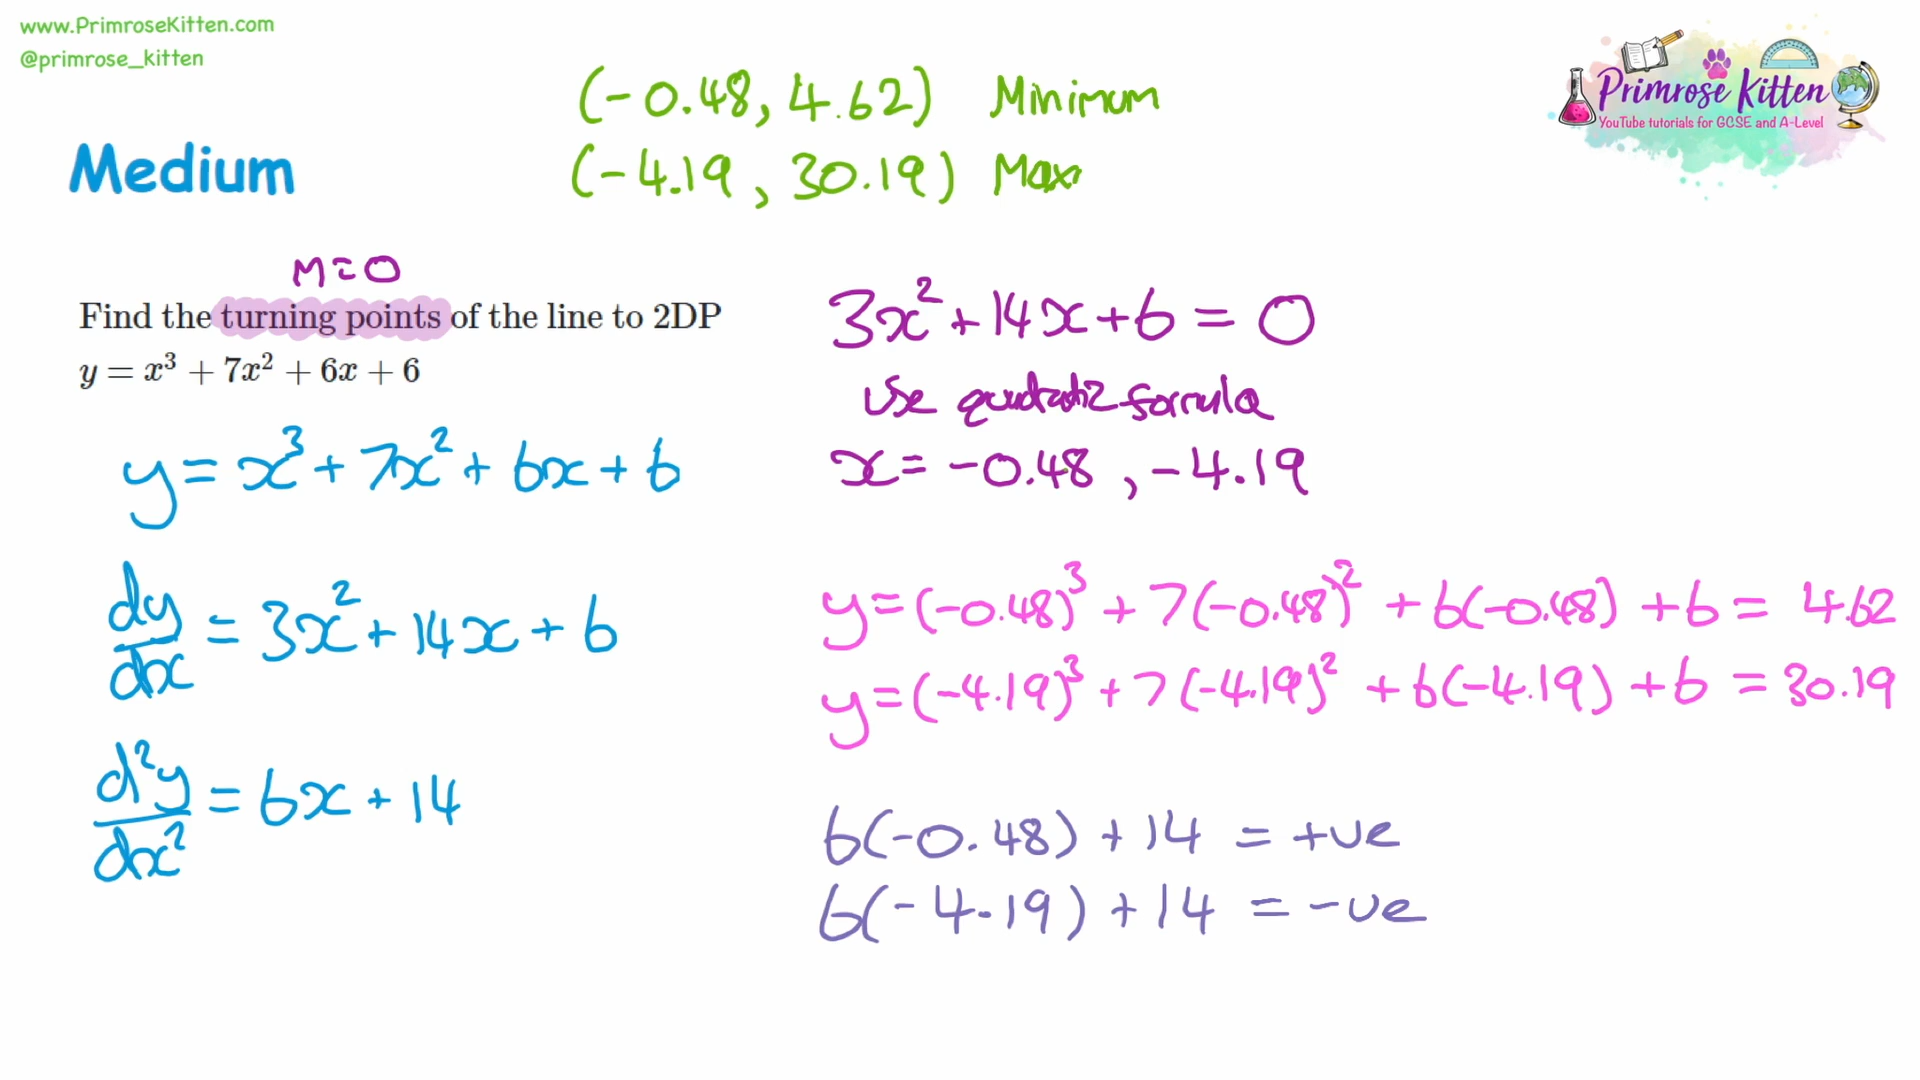 www.PrimroseKitten.com
@primrose_kitten
Primrose Kitten
YouTube tutorials for GCSE and A-Level
(-0.48, 4.62) Minimum
(-4.19, 30.19) Max
Medium
M=0
Find the turning points of the line to 2DP
y = x³ + 7x² + 6x + 6
y = x³ + 7x² + 6x + 6
dy/dx = 3x² + 14x + 6
d²y/dx² = 6x + 14
3x² + 14x + 6 = 0
Use quadratic formula
x = -0.48, -4.19
y = (-0.48)³ + 7(-0.48)² + 6(-0.48) + 6 = 4.62
y = (-4.19)³ + 7(-4.19)² + 6(-4.19) + 6 = 30.19
6(-0.48) + 14 = +ve
6(-4.19) + 14 = -ve